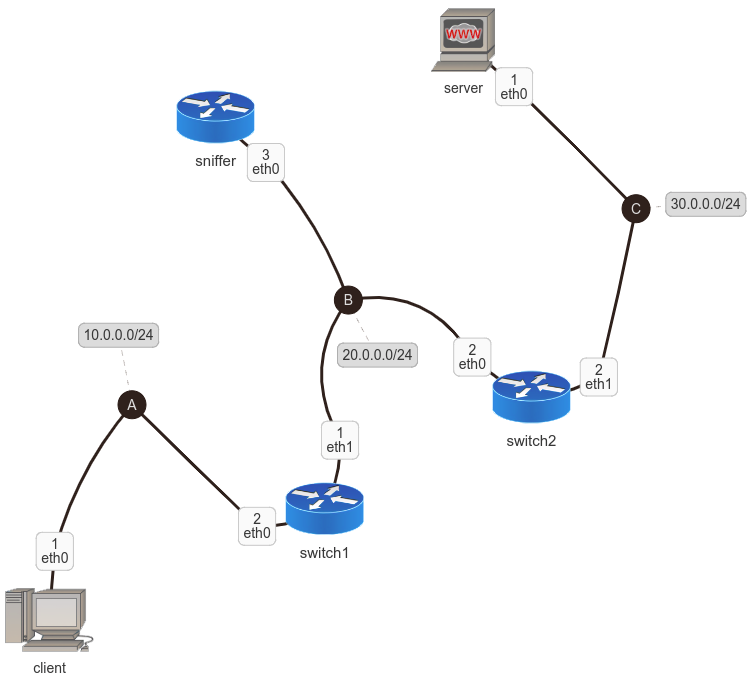 WWW
server
1
eth0
sniffer
3
eth0
C
30.0.0.0/24
B
10.0.0.0/24
20.0.0.0/24
2
eth0
2
eth1
A
switch2
1
eth1
2
eth0
switch1
1
eth0
client